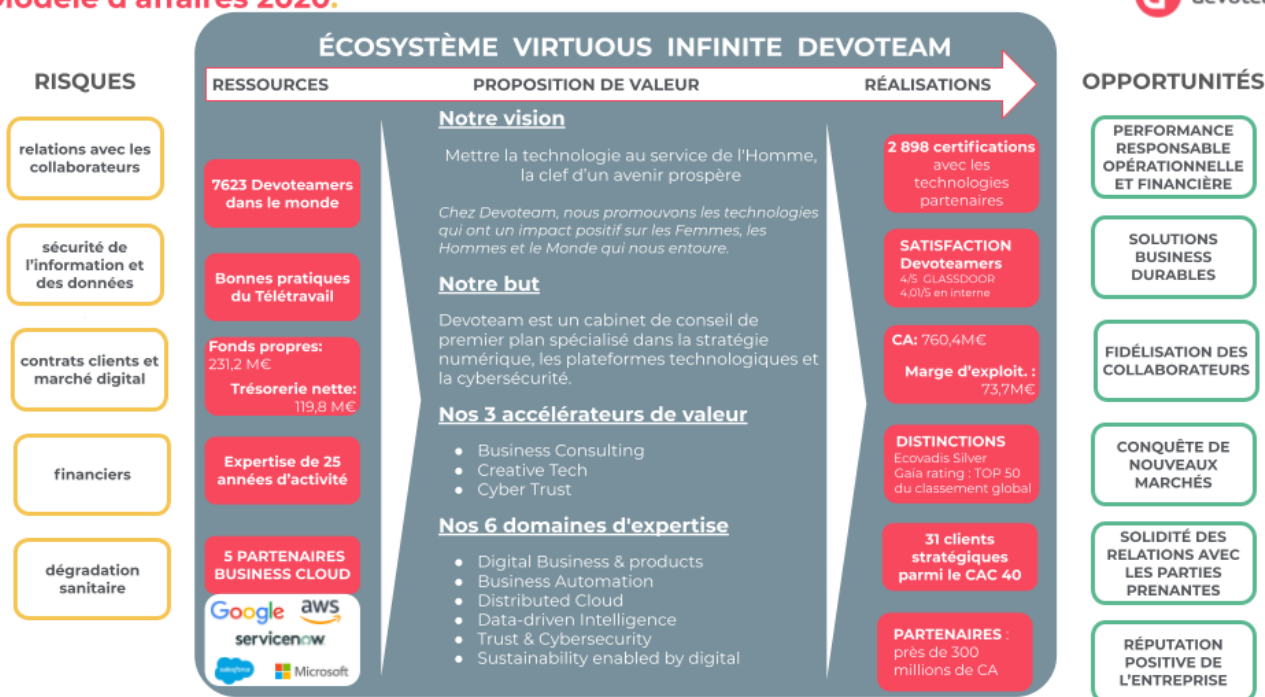 Modèle d'affaires 2020.
devoteam
ÉCOSYSTÈME VIRTUOUS INFINITE DEVOTEAM
RISQUES
relations avec les
collaborateurs
sécurité de
l'information et
des données
contrats clients et
marché digital
financiers
dégradation
sanitaire
RESSOURCES
7623 Devoteamers
dans le monde
Bonnes pratiques
du Télétravail
Fonds propres:
231,2 M€
Trésorerie nette:
119,8 M€
Expertise de 25
années d'activité
5 PARTENAIRES
BUSINESS CLOUD
Google aws
servicenow
salesforce Microsoft
PROPOSITION DE VALEUR
Notre vision
Mettre la technologie au service de l'Homme,
la clef d'un avenir prospère
Chez Devoteam, nous promouvons les technologies
qui ont un impact positif sur les Femmes, les
Hommes et le Monde qui nous entoure.
Notre but
Devoteam est un cabinet de conseil de
premier plan spécialisé dans la stratégie
numérique, les plateformes technologiques et
la cybersécurité.
Nos 3 accélérateurs de valeur
● Business Consulting
● Creative Tech
● Cyber Trust
Nos 6 domaines d'expertise
● Digital Business & products
● Business Automation
● Distributed Cloud
● Data-driven Intelligence
● Trust & Cybersecurity
● Sustainability enabled by digital
RÉALISATIONS
2 898 certifications
avec les
technologies
partenaires
SATISFACTION
Devoteamers
4/5 GLASSDOOR
4,01/5 en interne
CA: 760,4M€
Marge d'exploit. :
73,7M€
DISTINCTIONS
Ecovadis Silver
Gaïa rating : TOP 50
du classement global
31 clients
stratégiques
parmi le CAC 40
PARTENAIRES :
près de 300
millions de CA
OPPORTUNITÉS
PERFORMANCE
RESPONSABLE
OPÉRATIONNELLE
ET FINANCIÈRE
SOLUTIONS
BUSINESS
DURABLES
FIDÉLISATION DES
COLLABORATEURS
CONQUÊTE DE
NOUVEAUX
MARCHÉS
SOLIDITÉ DES
RELATIONS AVEC
LES PARTIES
PRENANTES
RÉPUTATION
POSITIVE DE
L'ENTREPRISE